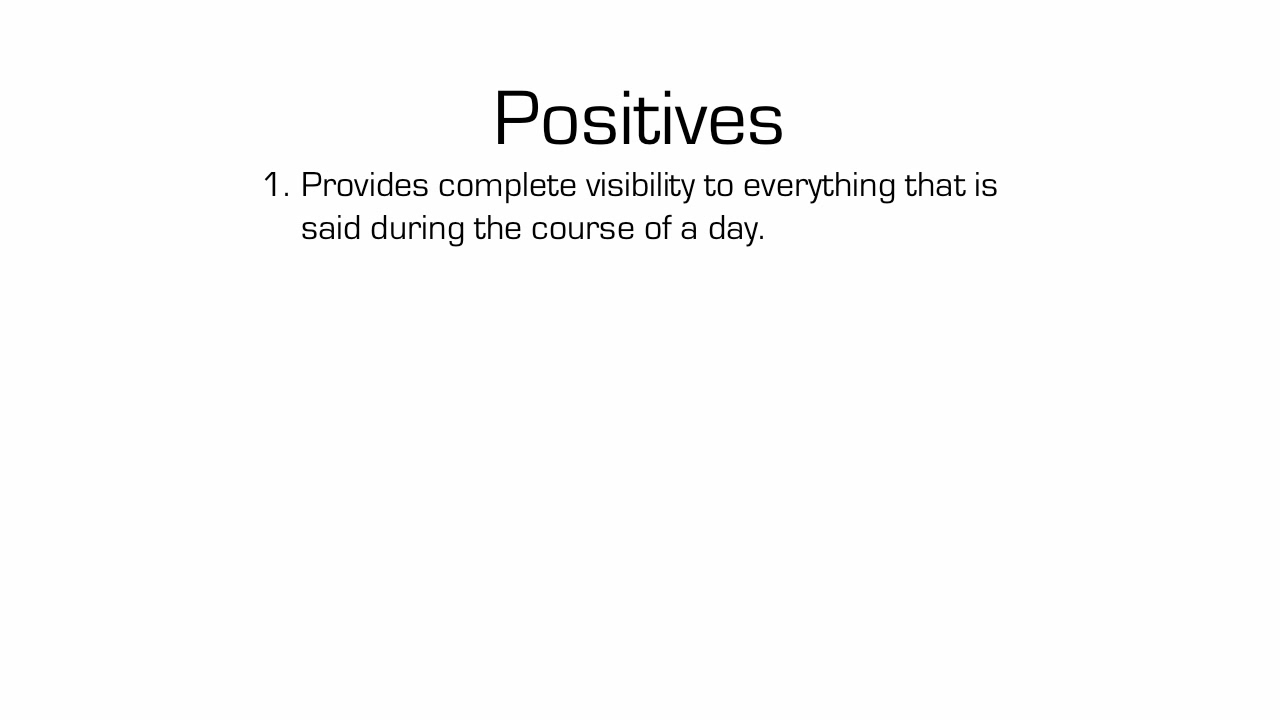 Positives
1. Provides complete visibility to everything that is
said during the course of a day.